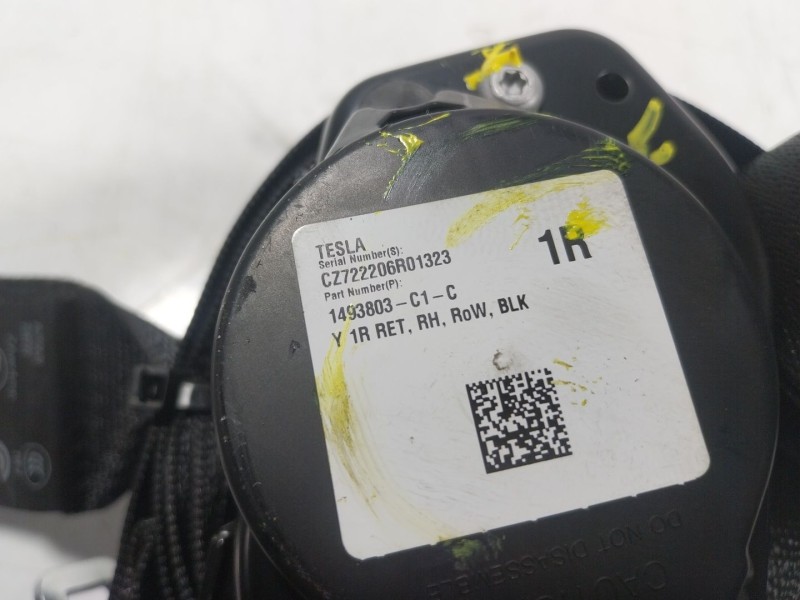 TESLA
Serial Number(S):
CZ722206R01323
1R
Part Number(P):
1493803-C1-C
Y 1R RET, RH, RoW, BLK
DO NOT DISASSEMBLE